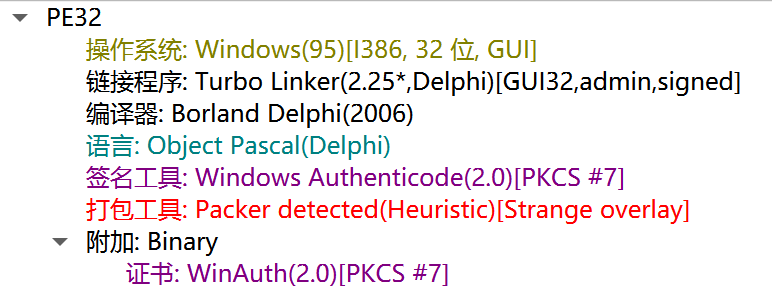 PE32
操作系统: Windows(95)[I386, 32 位, GUI]
链接程序: Turbo Linker(2.25*,Delphi)[GUI32,admin,signed]
编译器: Borland Delphi(2006)
语言: Object Pascal(Delphi)
签名工具: Windows Authenticode(2.0)[PKCS #7]
打包工具: Packer detected(Heuristic)[Strange overlay]
附加: Binary
证书: WinAuth(2.0)[PKCS #7]